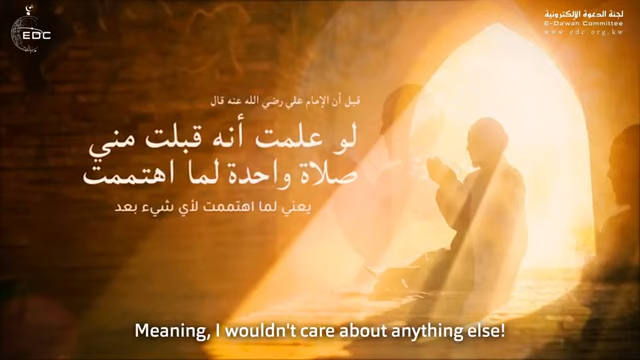 EDC
لجنة الدعوة الإلكترونية
E-Dawah Committee
www.edc.org.kw
قيل أن الإمام علي رضي الله عنه قال
لو علمت أنه قبلت مني
صلاة واحدة لما اهتممت
يعني لما اهتممت لأي شيء بعد
Meaning, I wouldn't care about anything else!